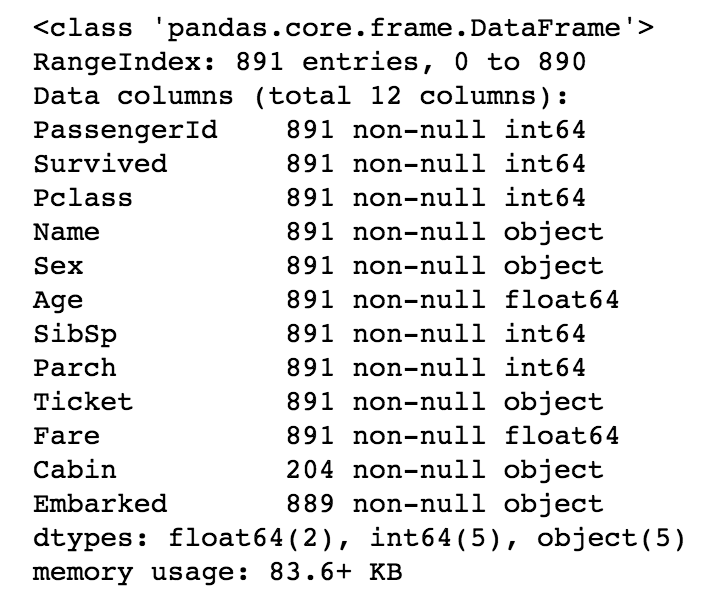 <class 'pandas.core.frame.DataFrame'>
RangeIndex: 891 entries, 0 to 890
Data columns (total 12 columns):
PassengerId    891 non-null int64
Survived       891 non-null int64
Pclass         891 non-null int64
Name           891 non-null object
Sex            891 non-null object
Age            891 non-null float64
SibSp          891 non-null int64
Parch          891 non-null int64
Ticket         891 non-null object
Fare           891 non-null float64
Cabin          204 non-null object
Embarked       889 non-null object
dtypes: float64(2), int64(5), object(5)
memory usage: 83.6+ KB